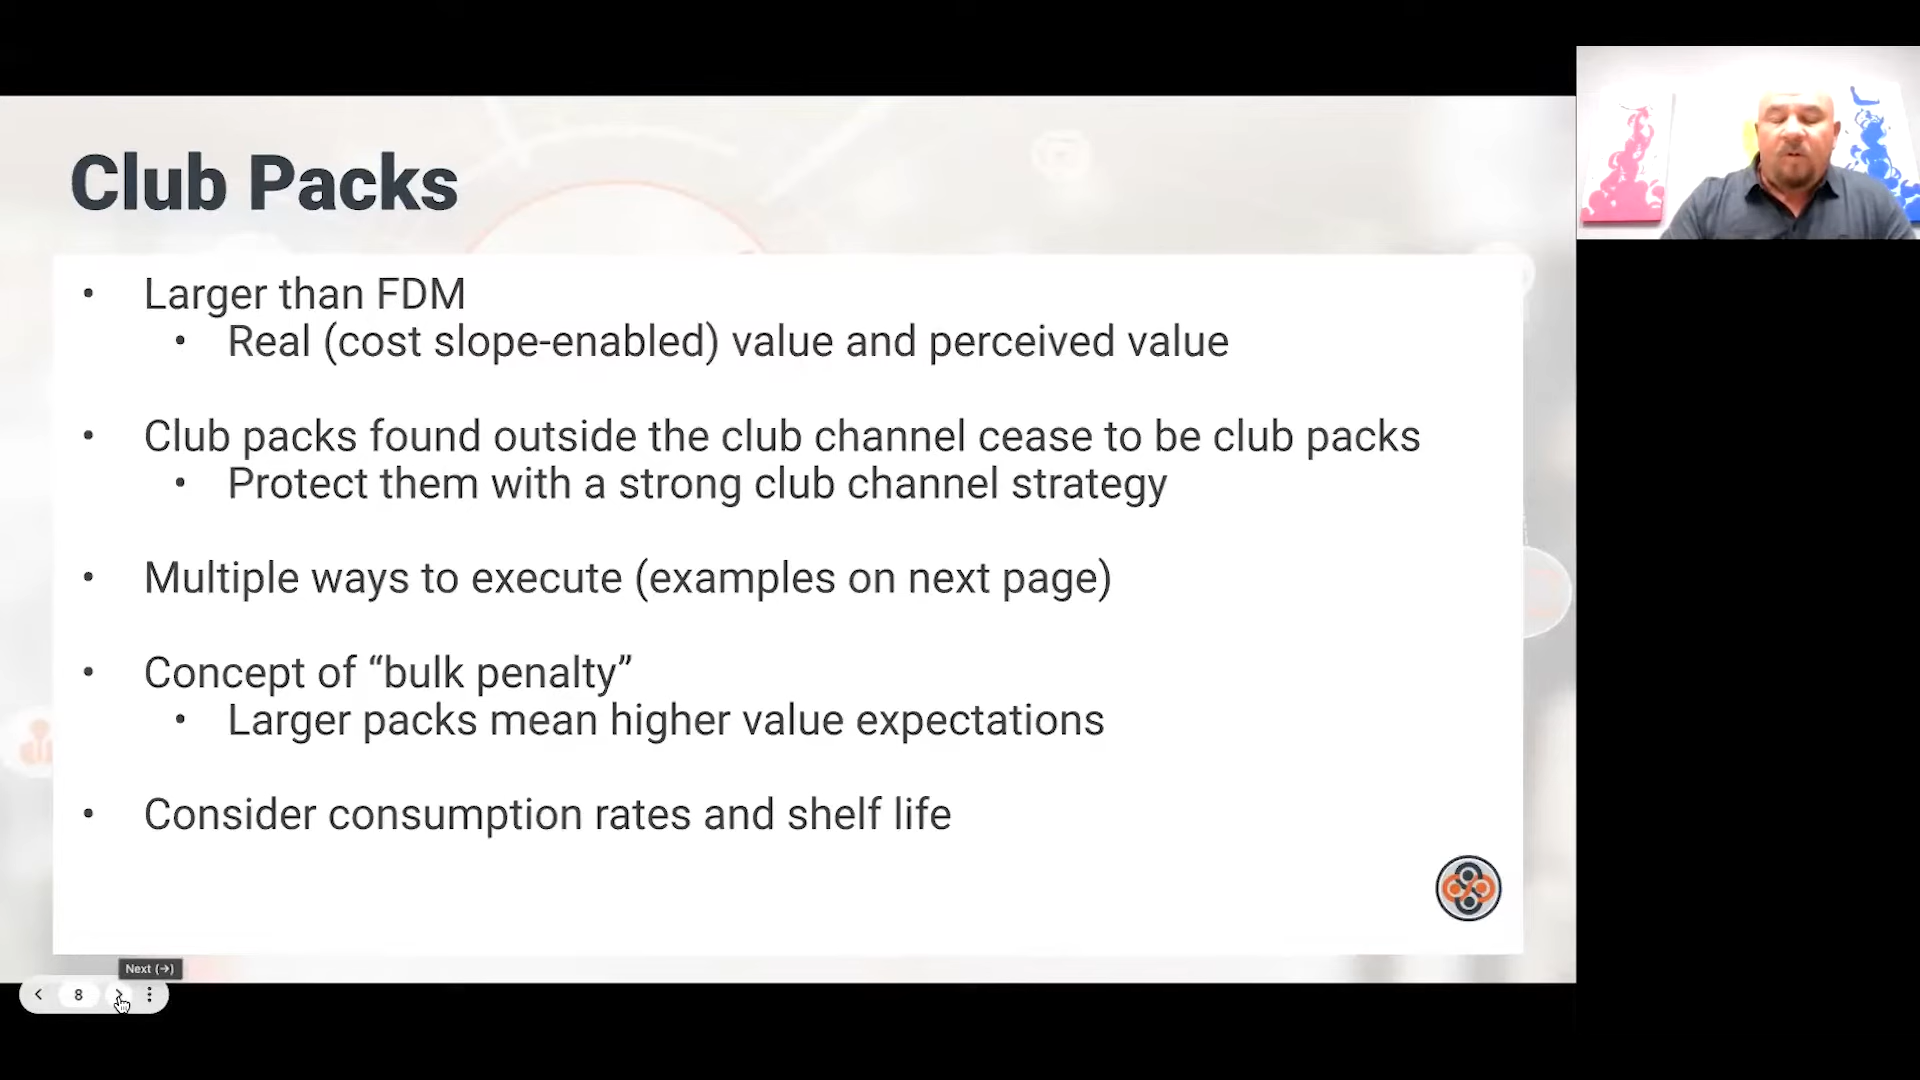 Club Packs
• Larger than FDM
• Real (cost slope-enabled) value and perceived value
• Club packs found outside the club channel cease to be club packs
• Protect them with a strong club channel strategy
• Multiple ways to execute (examples on next page)
• Concept of “bulk penalty”
• Larger packs mean higher value expectations
• Consider consumption rates and shelf life
Next (→)
8